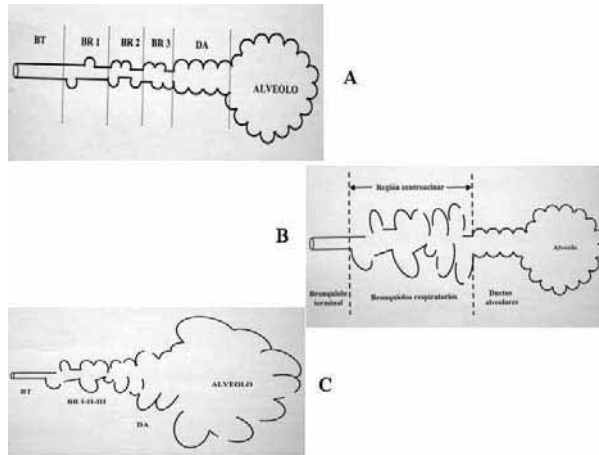 BT BR 1 BR 2 BR 3 DA
ALVEÓLO
A
Región centroacinar
B
Alveolo
Bronquiolo terminal
Bronquiolos respiratorios
Ductos alveolares
C
ALVEOLO
BT
BR I-II-III
DA